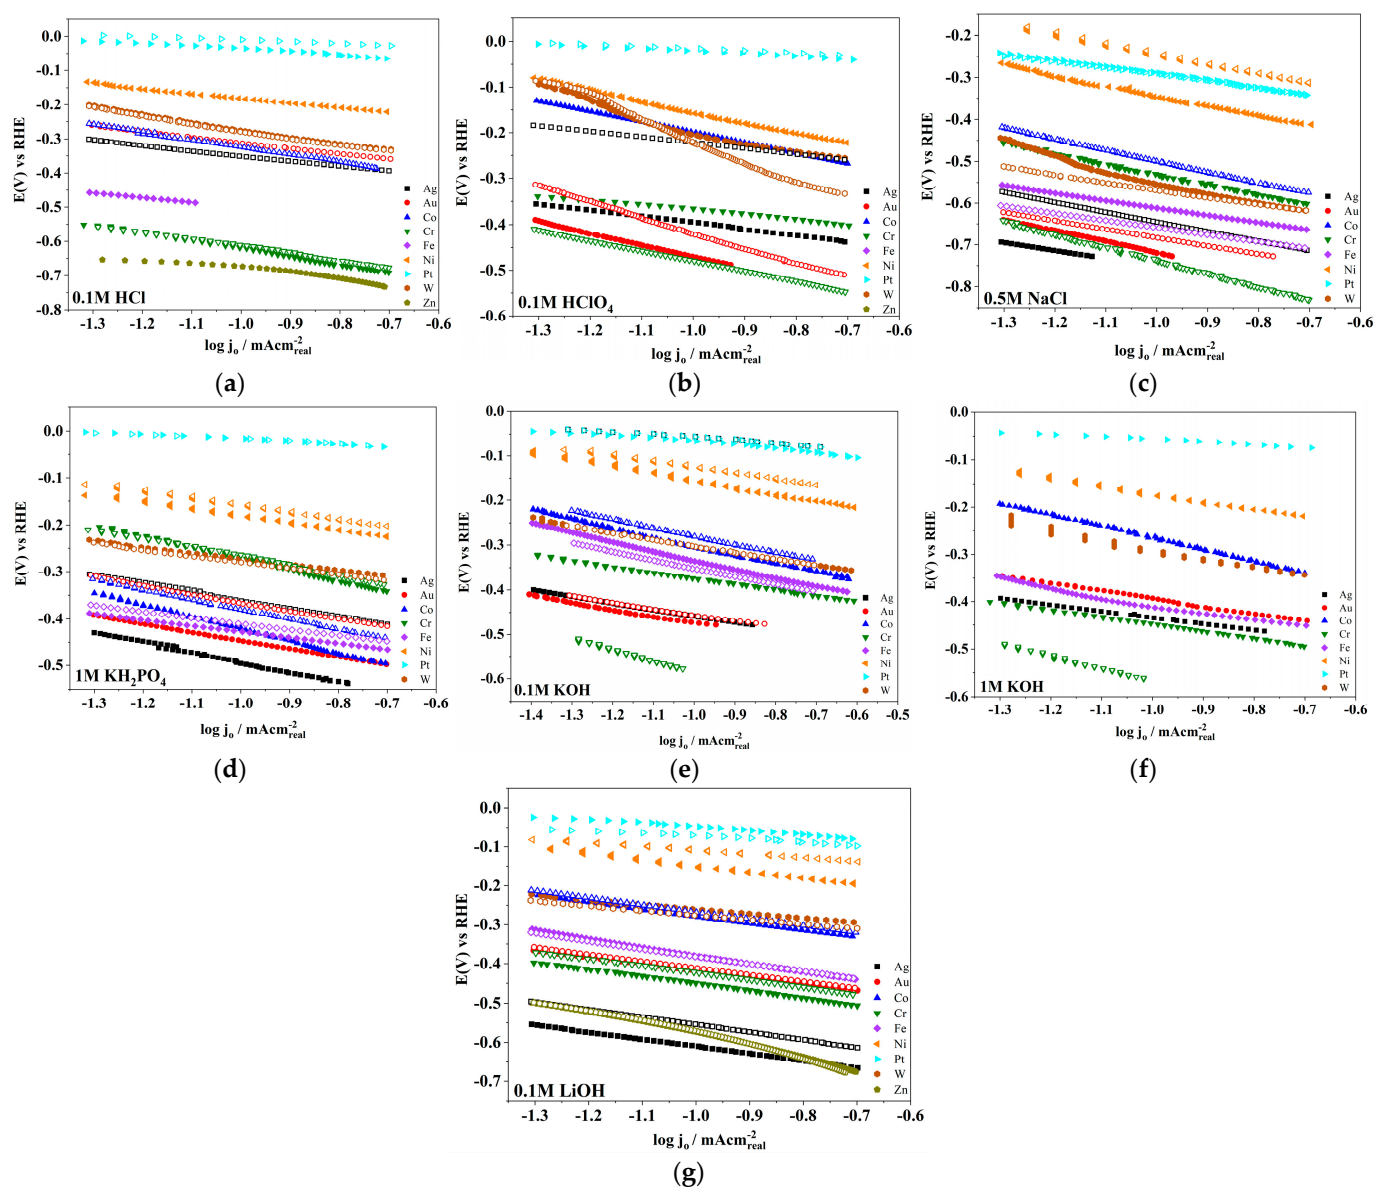 0.0
-0.1
-0.2
-0.3
-0.4
-0.5
-0.6
-0.7
-0.8
E(V) vs RHE
Ag
Au
Co
Cr
Fe
Ni
Pt
W
Zn
0.1M HCl
-1.3 -1.2 -1.1 -1.0 -0.9 -0.8 -0.7 -0.6
log jo / mAcm-2real
(a)
0.0
-0.1
-0.2
-0.3
-0.4
-0.5
-0.6
E(V) vs RHE
Ag
Au
Co
Cr
Fe
Ni
Pt
W
Zn
0.1M HClO4
-1.3 -1.2 -1.1 -1.0 -0.9 -0.8 -0.7 -0.6
log jo / mAcm-2real
(b)
-0.2
-0.3
-0.4
-0.5
-0.6
-0.7
-0.8
E(V) vs RHE
Ag
Au
Co
Cr
Fe
Ni
Pt
W
0.5M NaCl
-1.3 -1.2 -1.1 -1.0 -0.9 -0.8 -0.7 -0.6
log jo / mAcm-2real
(c)
0.0
-0.1
-0.2
-0.3
-0.4
-0.5
E(V) vs RHE
Ag
Au
Co
Cr
Fe
Ni
Pt
W
1M KH2PO4
-1.3 -1.2 -1.1 -1.0 -0.9 -0.8 -0.7 -0.6
log jo / mAcm-2real
(d)
0.0
-0.1
-0.2
-0.3
-0.4
-0.5
-0.6
E(V) vs RHE
Ag
Au
Co
Cr
Fe
Ni
Pt
W
0.1M KOH
-1.4 -1.3 -1.2 -1.1 -1.0 -0.9 -0.8 -0.7 -0.6 -0.5
log jo / mAcm-2real
(e)
0.0
-0.1
-0.2
-0.3
-0.4
-0.5
-0.6
E(V) vs RHE
Ag
Au
Co
Cr
Fe
Ni
Pt
W
1M KOH
-1.3 -1.2 -1.1 -1.0 -0.9 -0.8 -0.7 -0.6
log jo / mAcm-2real
(f)
0.0
-0.1
-0.2
-0.3
-0.4
-0.5
-0.6
-0.7
E(V) vs RHE
Ag
Au
Co
Cr
Fe
Ni
Pt
W
Zn
0.1M LiOH
-1.3 -1.2 -1.1 -1.0 -0.9 -0.8 -0.7 -0.6
log jo / mAcm-2real
(g)